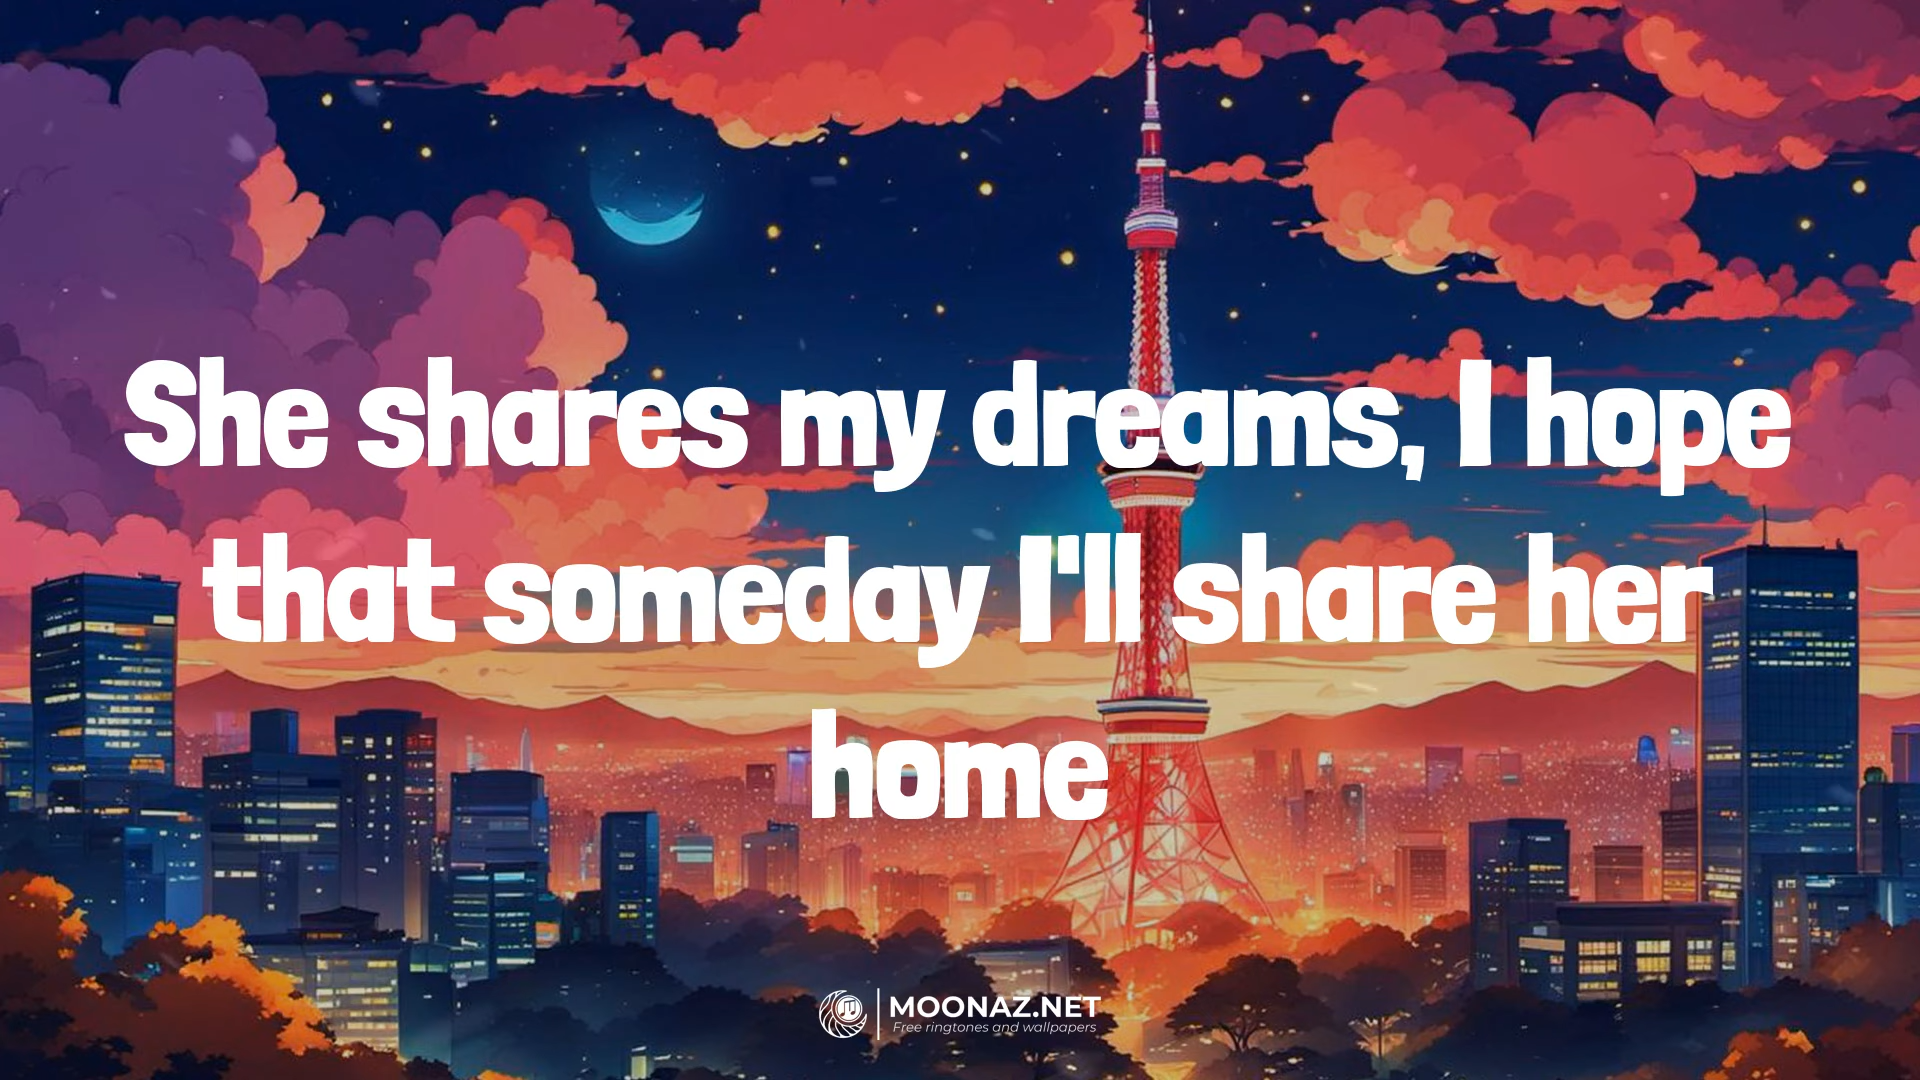 She shares my dreams, I hope
that someday I'll share her
home
MOONAZ.NET
Free ringtones and wallpapers